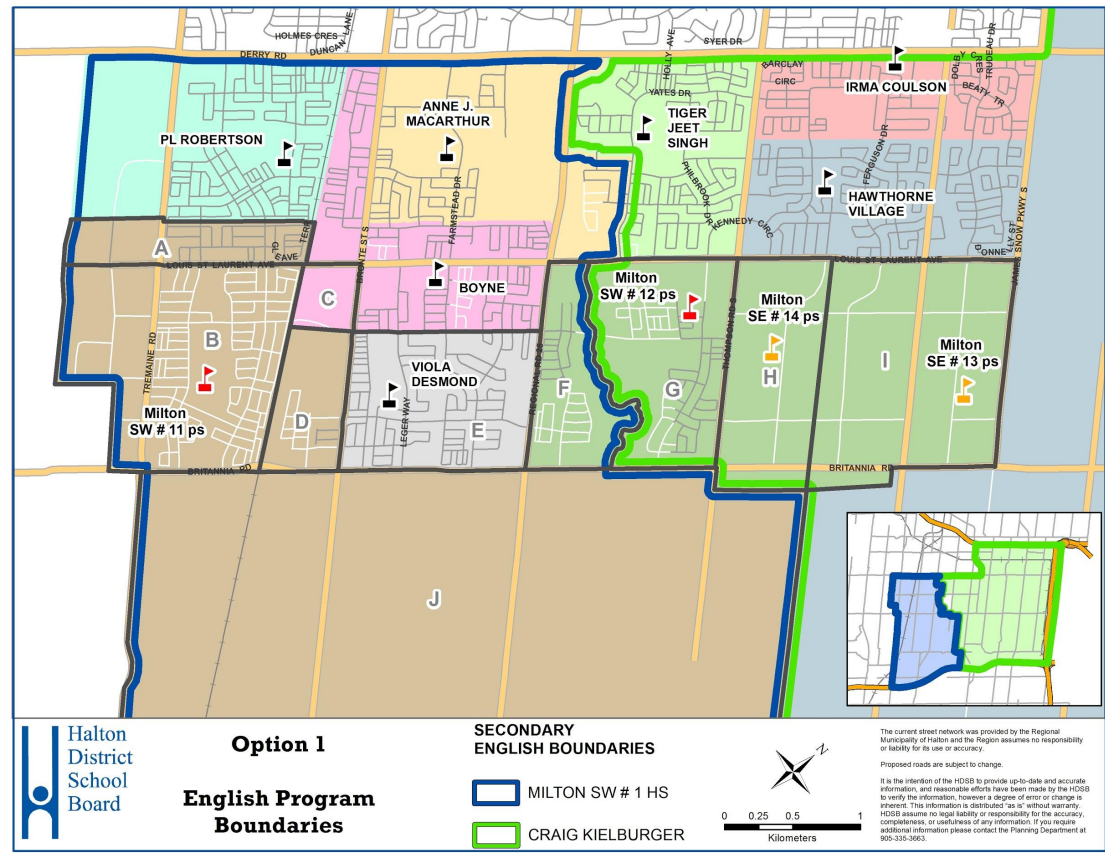 HOLMES CRES
DUNCAN LANE
DERRY RD
HOLLY AVE
SYER DR
BARCLAY
CIRC
DOLBY CRES
TRUDEAU DR
BEATY TR
IRMA COULSON
YATES DR
ANNE J.
MACARTHUR
PL ROBERTSON
TIGER
JEET
SINGH
FERGUSON DR
PHILBROOK DR
HAWTHORNE
VILLAGE
FARMSTEAD DR
KENNEDY CIRC
JAMES SNOW PKWY S
BRONTE ST S
A
LOUIS ST LAURENT AVE
LOUIS ST LAURENT AVE
C
BOYNE
Milton
SW # 12 ps
Milton
SE # 14 ps
THOMPSON RD S
TREMAINE RD
B
Milton
SW # 11 ps
VIOLA
DESMOND
REGIONAL RD 25
F
G
H
I
Milton
SE # 13 ps
D
LEGER WAY
E
BRITANNIA RD
BRITANNIA RD
J
Halton
District
School
Board
Option 1
English Program
Boundaries
SECONDARY
ENGLISH BOUNDARIES
MILTON SW # 1 HS
CRAIG KIELBURGER
N
0 0.25 0.5 1
Kilometers
The current street network was provided by the Regional
Municipality of Halton and the Region assumes no responsibility
or liability for its use or accuracy.
Proposed roads are subject to change.
It is the intention of the HDSB to provide up-to-date and accurate
information, and reasonable efforts have been made by the HDSB
to verify the information, however a degree of error or change is
inherent. This information is distributed "as is" without warranty.
HDSB assume no legal liability or responsibility for the accuracy,
completeness, or usefulness of any information. If you require
additional information please contact the Planning Department at
905-335-3663.